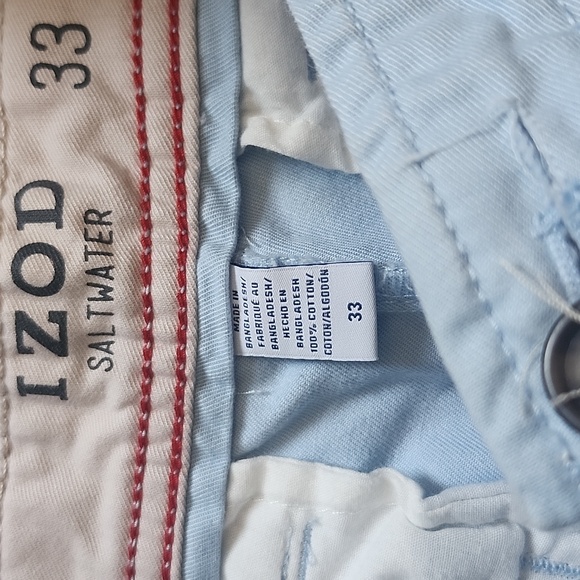 IZOD 33
SALTWATER
MADE IN
BANGLADESH/
FABRIQUÉ AU
BANGLADESH/
HECHO EN
BANGLADESH
100% COTTON/
COTON/ALGODÓN
33